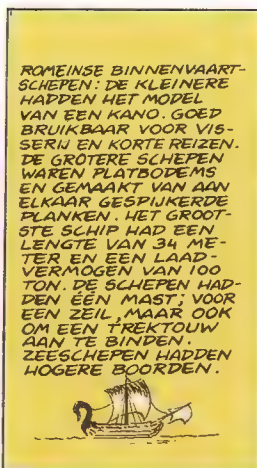 ROMEINSE BINNENVAART-
SCHEPEN: DE KLEINERE
HADDEN HET MODEL
VAN EEN KANO. GOED
BRUIKBAAR VOOR VIS-
SERIJ EN KORTE REIZEN.
DE GROTERE SCHEPEN
WAREN PLATBODEMS
EN GEMAAKT VAN AAN
ELKAAR GESPIJKERDE
PLANKEN. HET GROOT-
STE SCHIP HAD EEN
LENGTE VAN 34 ME-
TER EN EEN LAAD-
VERMOGEN VAN 100
TON. DE SCHEPEN HAD-
DEN ÉÉN MAST; VOOR
EEN ZEIL, MAAR OOK
OM EEN TREKTOUW
AAN TE BINDEN.
ZEESCHEPEN HADDEN
HOGERE BOORDEN.